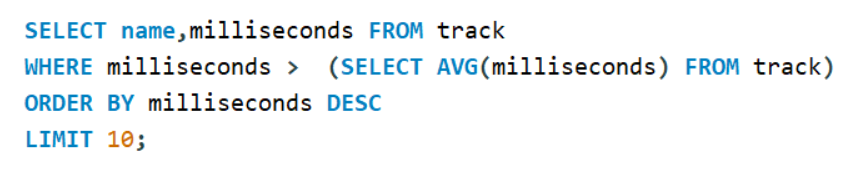 SELECT name,milliseconds FROM track
WHERE milliseconds >  (SELECT AVG(milliseconds) FROM track)
ORDER BY milliseconds DESC
LIMIT 10;